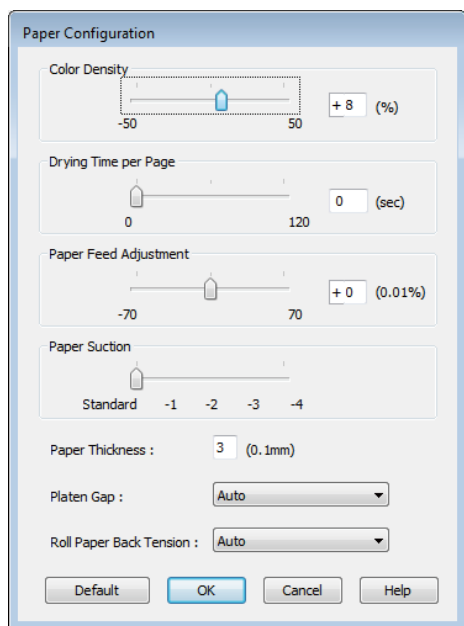 Paper Configuration
Color Density
+ 8 (%)
-50 50
Drying Time per Page
0 (sec)
0 120
Paper Feed Adjustment
+ 0 (0.01%)
-70 70
Paper Suction
Standard -1 -2 -3 -4
Paper Thickness : 3 (0.1mm)
Platen Gap : Auto
Roll Paper Back Tension : Auto
Default OK Cancel Help